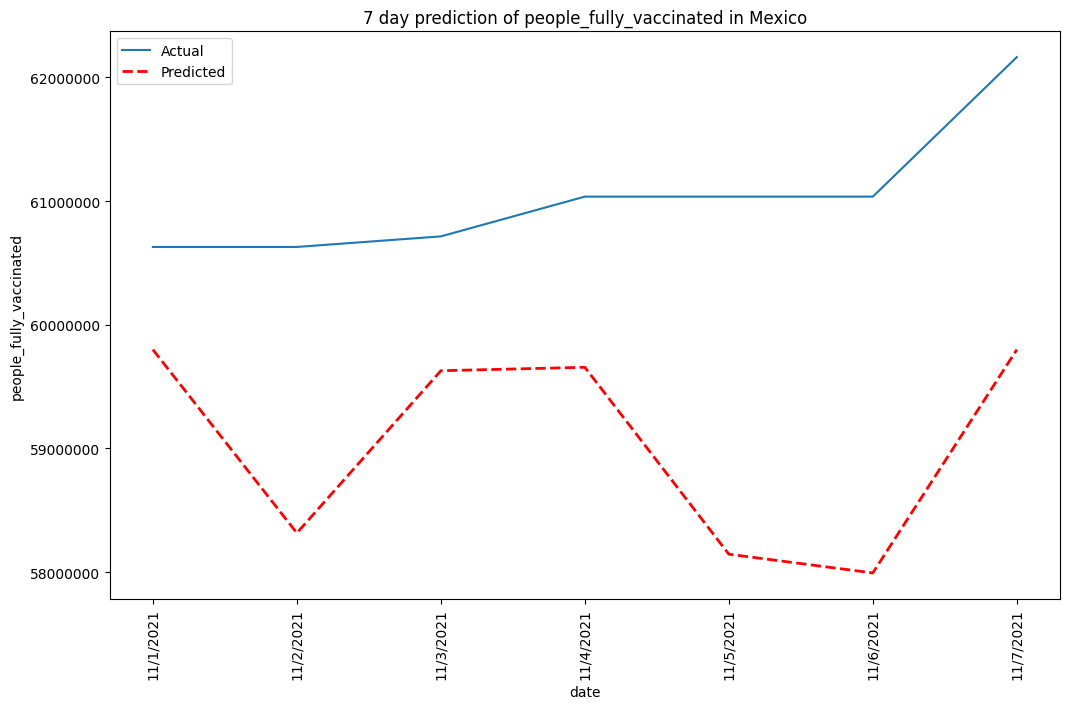 7 day prediction of people_fully_vaccinated in Mexico
Actual
Predicted
62000000
61000000
60000000
59000000
58000000
people_fully_vaccinated
11/1/2021
11/2/2021
11/3/2021
11/4/2021
11/5/2021
11/6/2021
11/7/2021
date